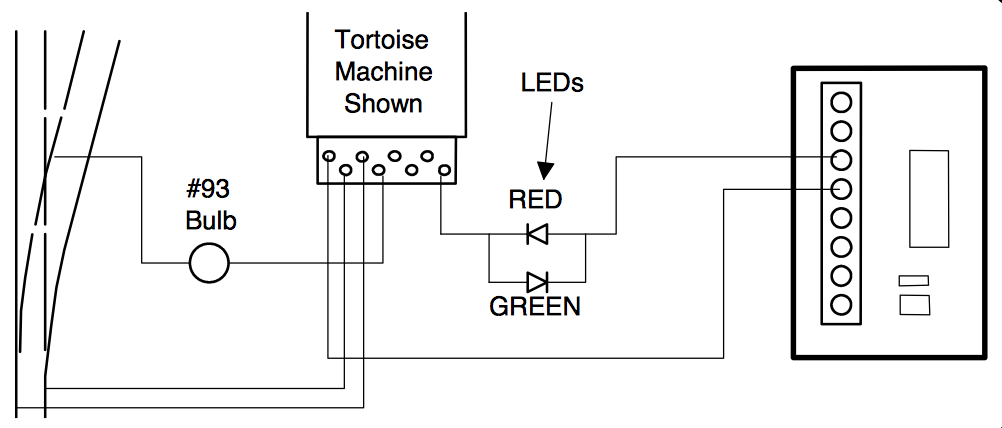 Tortoise
Machine
Shown
LEDs
#93
Bulb
RED
GREEN